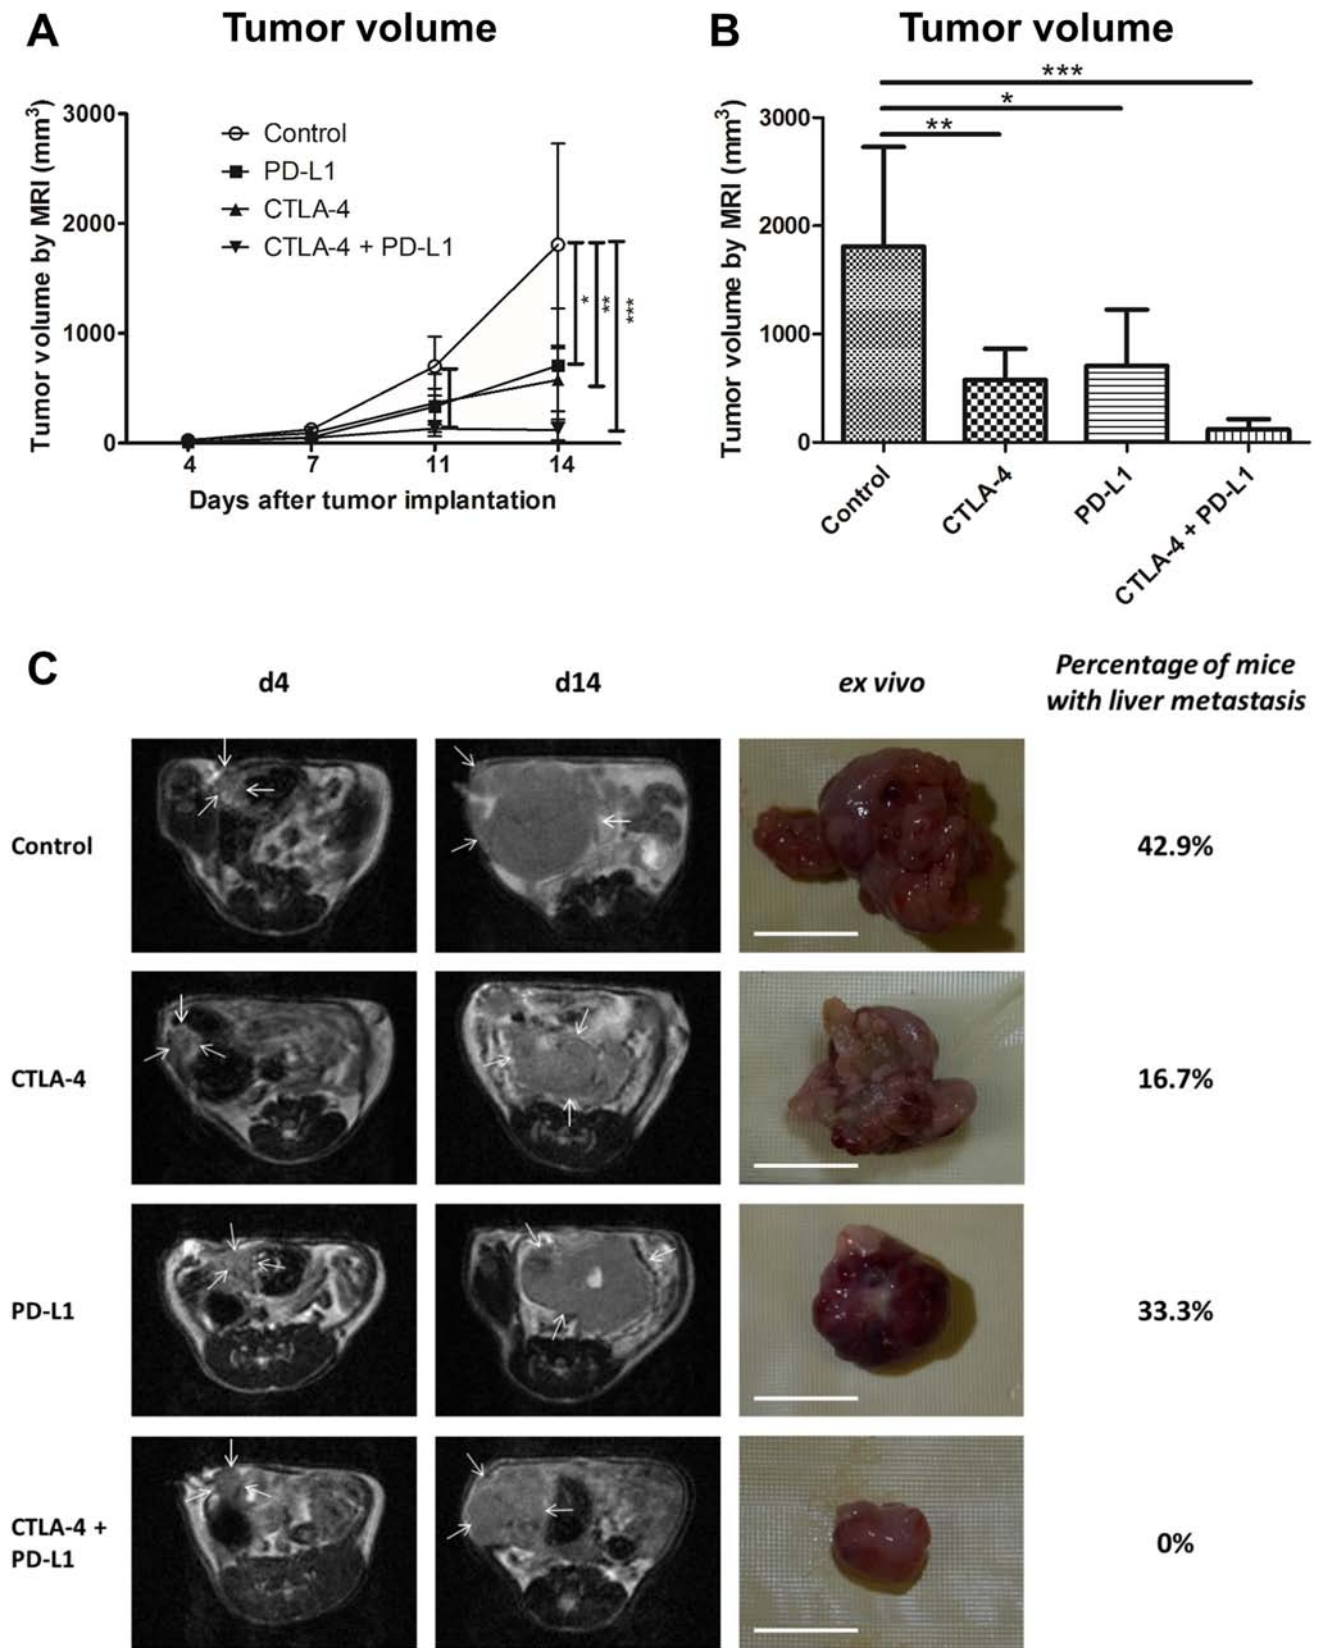 A
Tumor volume
Tumor volume by MRI (mm³)
3000
2000
1000
0
Control
PD-L1
CTLA-4
CTLA-4 + PD-L1
*
**
***
4 7 11 14
Days after tumor implantation
B
Tumor volume
Tumor volume by MRI (mm³)
3000
2000
1000
0
***
*
**
Control
CTLA-4
PD-L1
CTLA-4 + PD-L1
C
d4 d14 ex vivo
Percentage of mice
with liver metastasis
Control 42.9%
CTLA-4 16.7%
PD-L1 33.3%
CTLA-4 +
PD-L1
0%